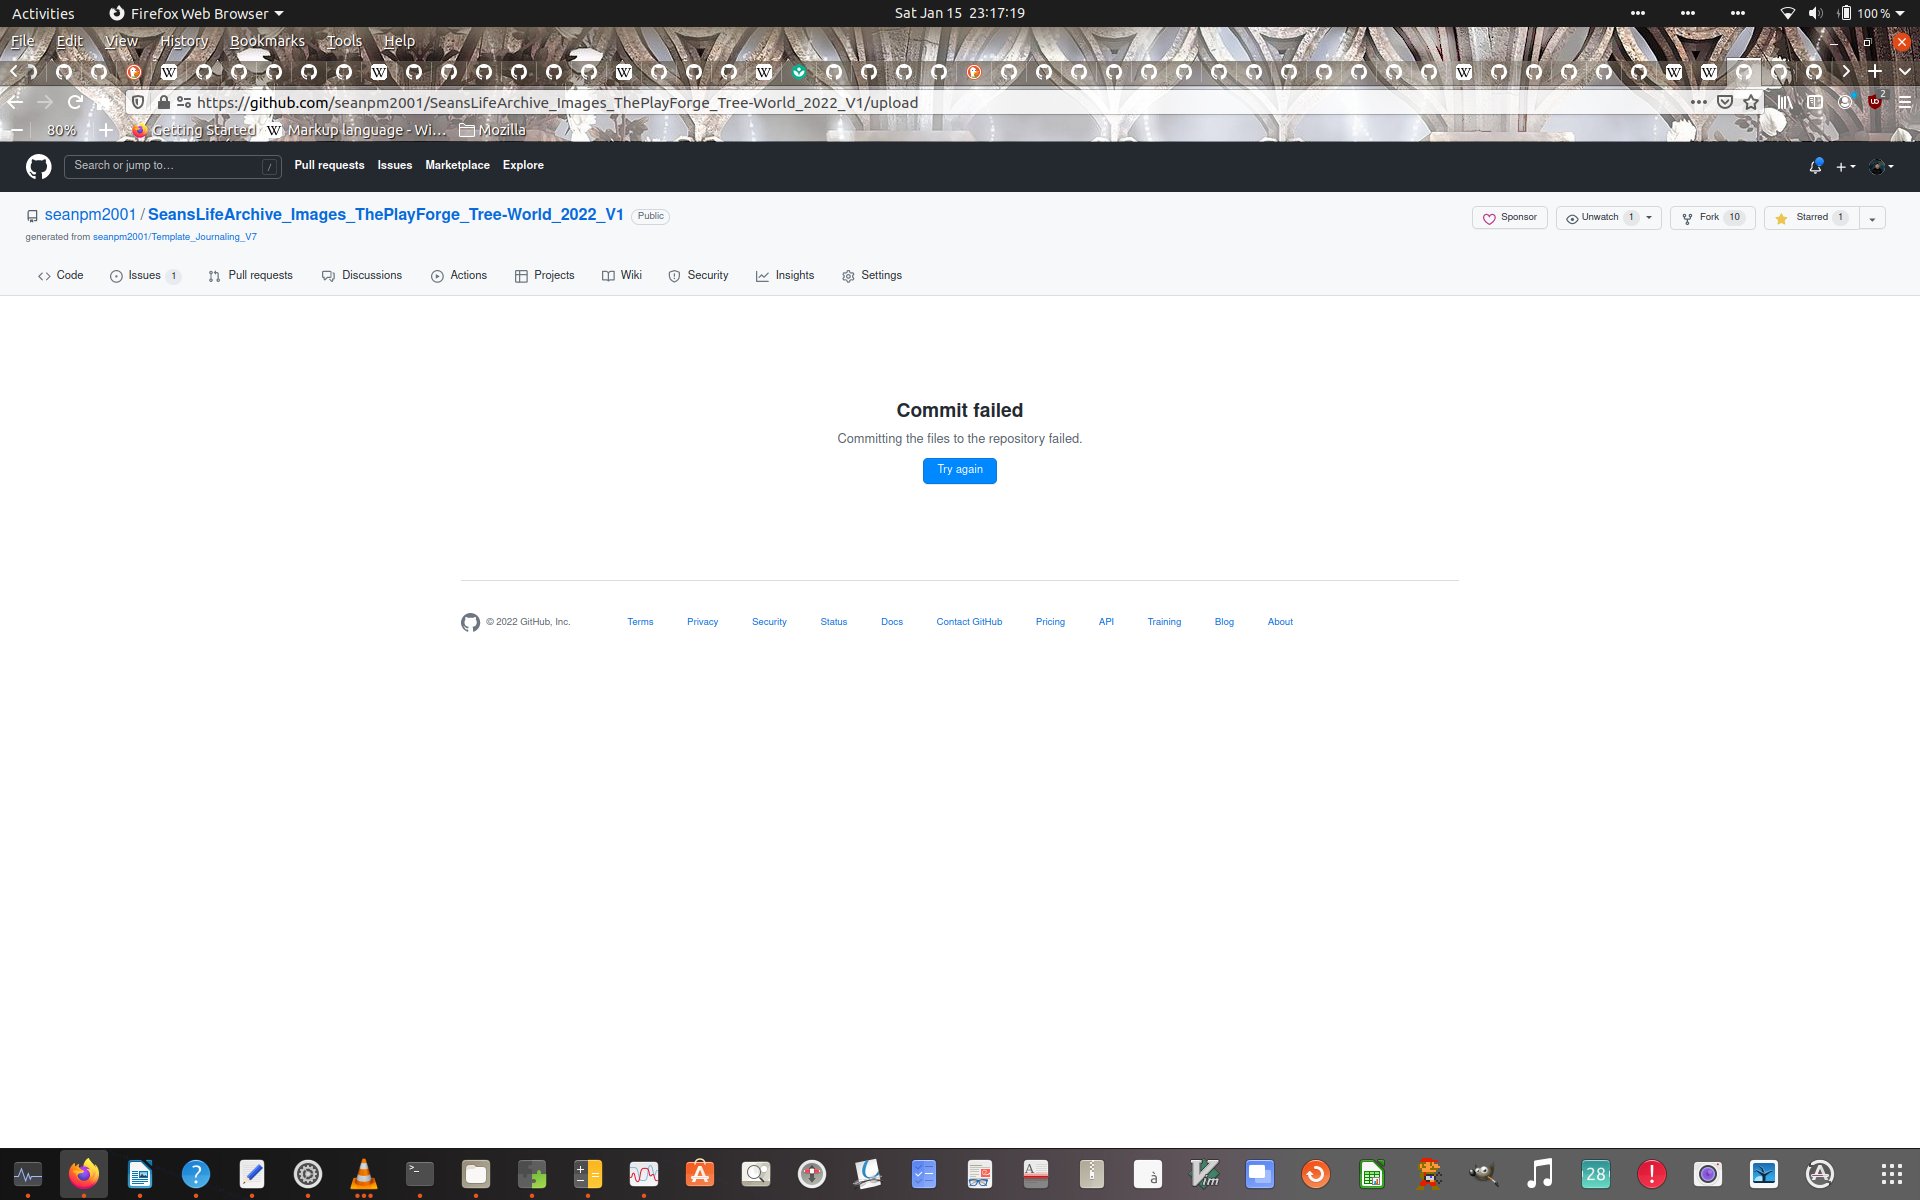 Activities Firefox Web Browser Sat Jan 15 23:17:19 100 %
File Edit View History Bookmarks Tools Help
https://github.com/seanpm2001/SeansLifeArchive_Images_ThePlayForge_Tree-World_2022_V1/upload 2
80% Getting Started Markup language - Wi… Mozilla
Search or jump to… / Pull requests Issues Marketplace Explore
seanpm2001 / SeansLifeArchive_Images_ThePlayForge_Tree-World_2022_V1 Public Sponsor Unwatch 1 Fork 10 Starred 1
generated from seanpm2001/Template_Journaling_V7
Code Issues 1 Pull requests Discussions Actions Projects Wiki Security Insights Settings
Commit failed
Committing the files to the repository failed.
Try again
© 2022 GitHub, Inc. Terms Privacy Security Status Docs Contact GitHub Pricing API Training Blog About
28